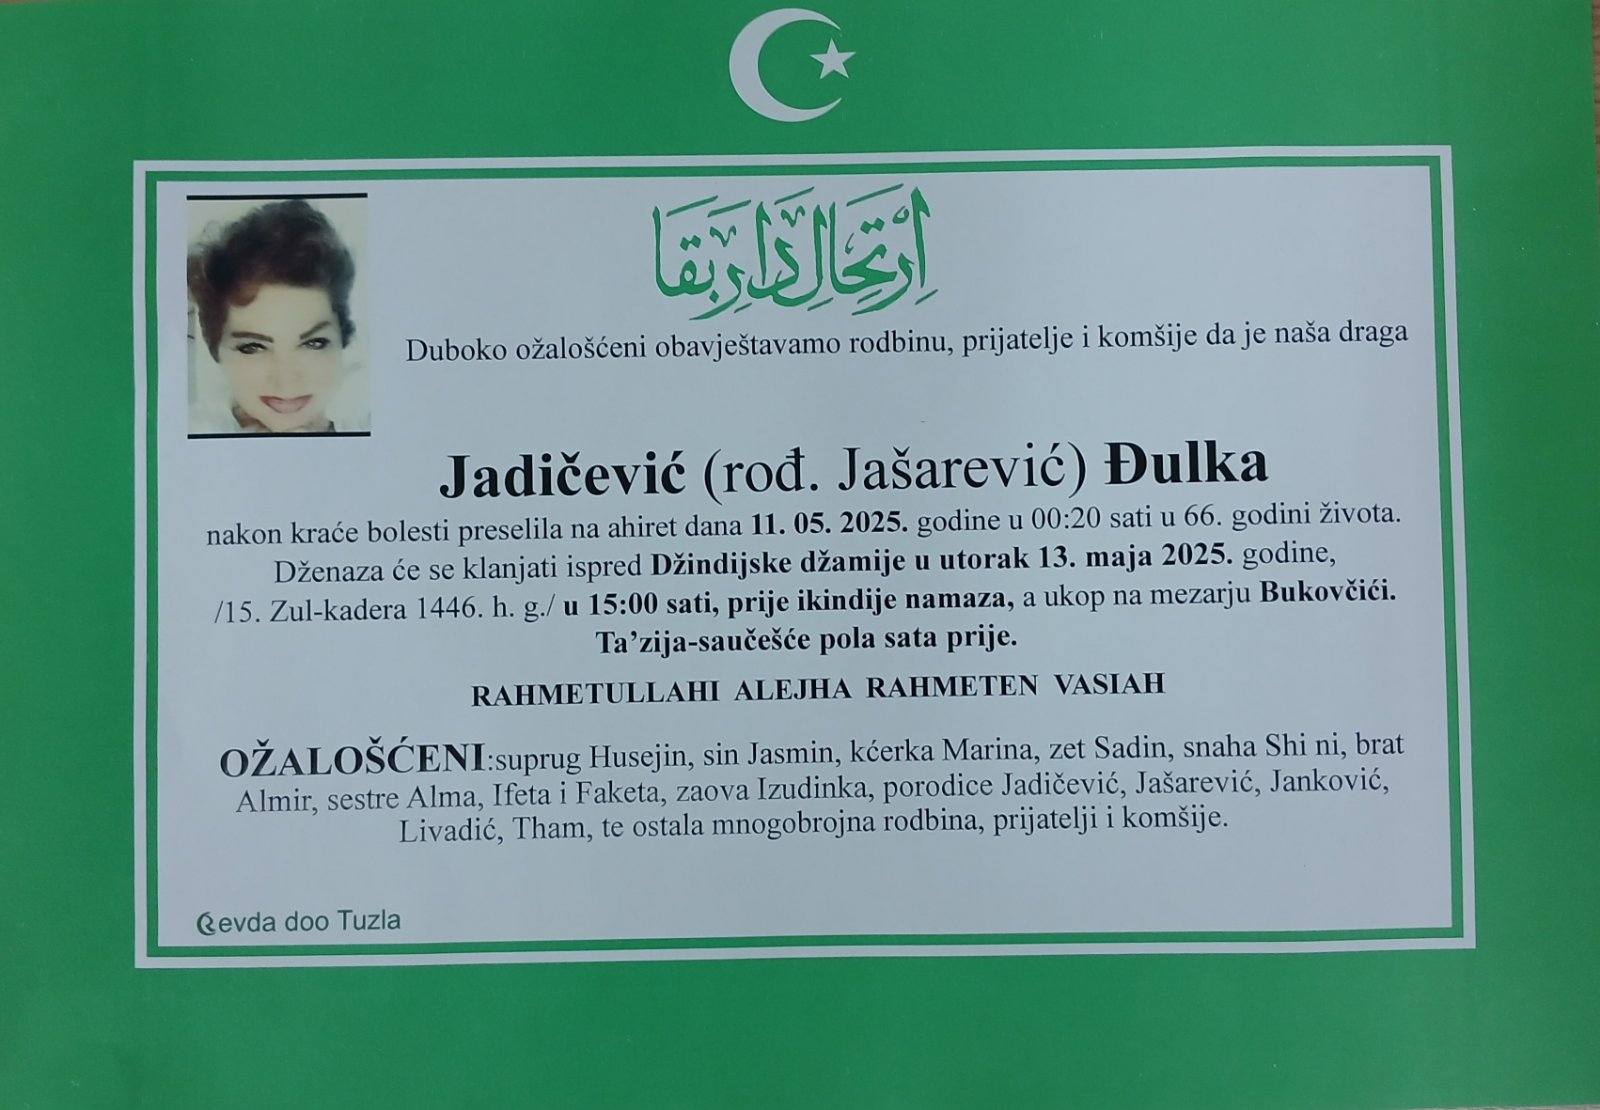 اِرْتِحَالِ دَارِ بَقَا
Duboko ožalošćeni obavještavamo rodbinu, prijatelje i komšije da je naša draga
Jadičević (rođ. Jašarević) Đulka
nakon kraće bolesti preselila na ahiret dana 11. 05. 2025. godine u 00:20 sati u 66. godini života.
Dženaza će se klanjati ispred Džindijske džamije u utorak 13. maja 2025. godine,
/15. Zul-kadera 1446. h. g./ u 15:00 sati, prije ikindije namaza, a ukop na mezarju Bukovčići.
Ta’zija-saučešće pola sata prije.
RAHMETULLAHI ALEJHA RAHMETEN VASIAH
OŽALOŠĆENI:suprug Husejin, sin Jasmin, kćerka Marina, zet Sadin, snaha Shi ni, brat
Almir, sestre Alma, Ifeta i Faketa, zaova Izudinka, porodice Jadičević, Jašarević, Janković,
Livadić, Tham, te ostala mnogobrojna rodbina, prijatelji i komšije.
Revda doo Tuzla